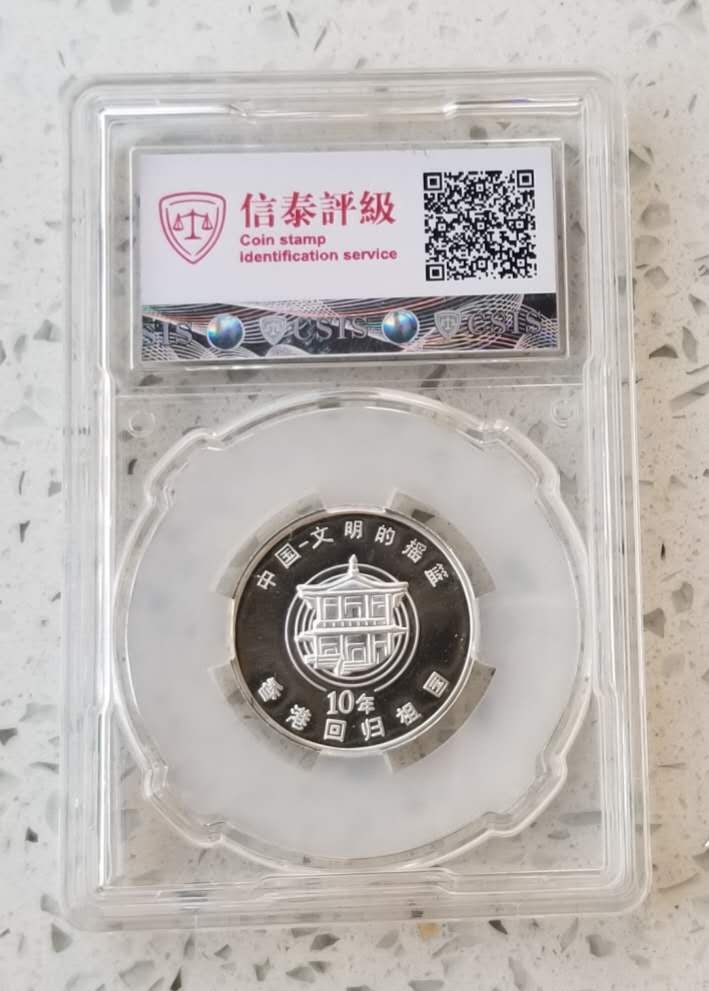 信泰評級
Coin stamp
identification service
STS CSTS CSTS
中国-文明的摇篮
10年
香港回归祖国